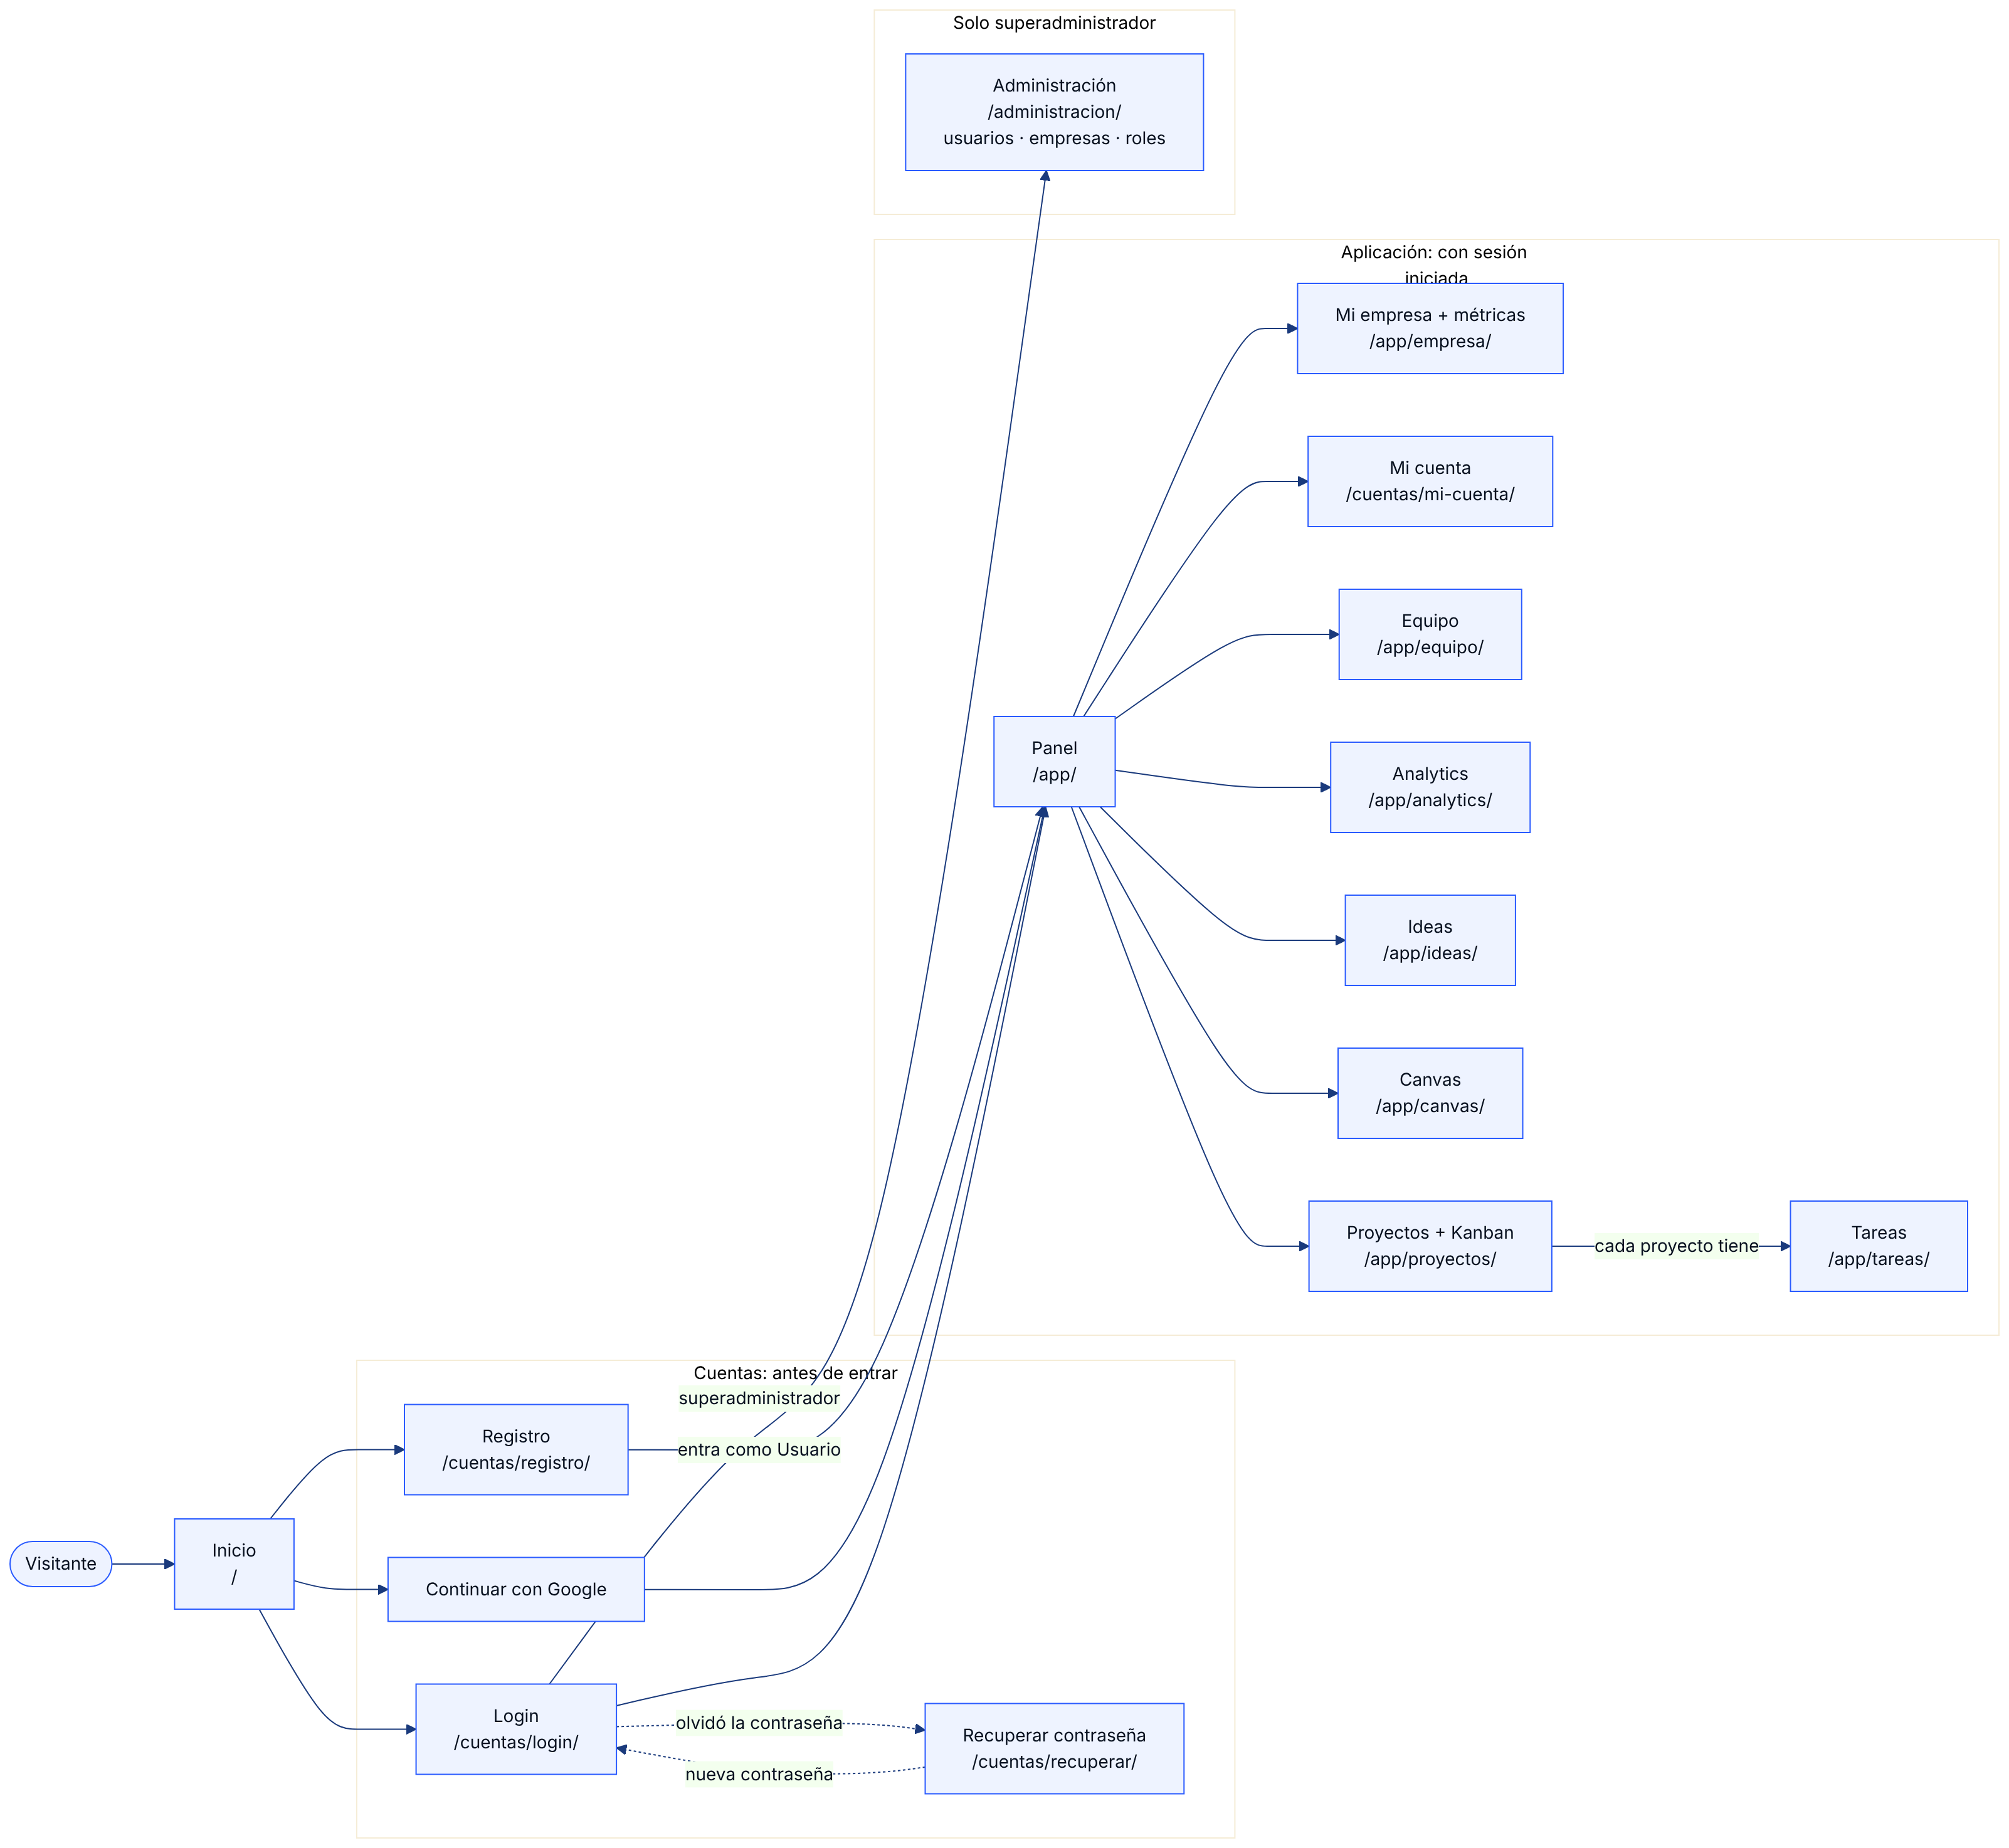 Solo superadministrador
Administración
/administracion/
usuarios · empresas · roles
Aplicación: con sesión
iniciada
Mi empresa + métricas
/app/empresa/
Mi cuenta
/cuentas/mi-cuenta/
Equipo
/app/equipo/
Panel
/app/
Analytics
/app/analytics/
Ideas
/app/ideas/
Canvas
/app/canvas/
Proyectos + Kanban
/app/proyectos/
cada proyecto tiene
Tareas
/app/tareas/
Cuentas: antes de entrar
superadministrador
Registro
/cuentas/registro/
entra como Usuario
Visitante
Inicio
/
Continuar con Google
Login
/cuentas/login/
olvidó la contraseña
nueva contraseña
Recuperar contraseña
/cuentas/recuperar/